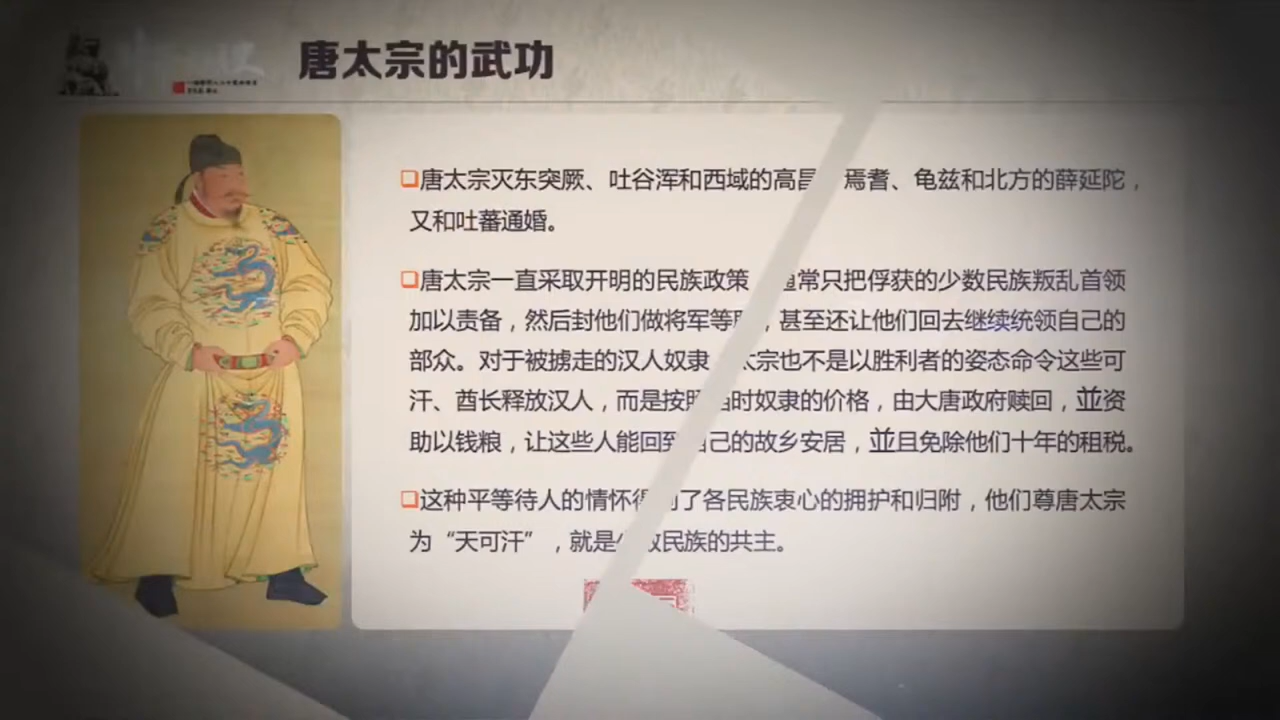 唐太宗的武功
唐太宗灭东突厥、吐谷浑和西域的高昌 焉耆、龟兹和北方的薛延陀，
又和吐蕃通婚。
唐太宗一直采取开明的民族政策 通常只把俘获的少数民族叛乱首领
加以责备，然后封他们做将军等 ，甚至还让他们回去继续统领自己的
部众。对于被掳走的汉人奴隶 太宗也不是以胜利者的姿态命令这些可
汗、酋长释放汉人，而是按照当时奴隶的价格，由大唐政府赎回，並资
助以钱粮，让这些人能回到自己的故乡安居，並且免除他们十年的租税。
这种平等待人的情怀得到了各民族衷心的拥护和归附，他们尊唐太宗
为“天可汗”，就是少数民族的共主。